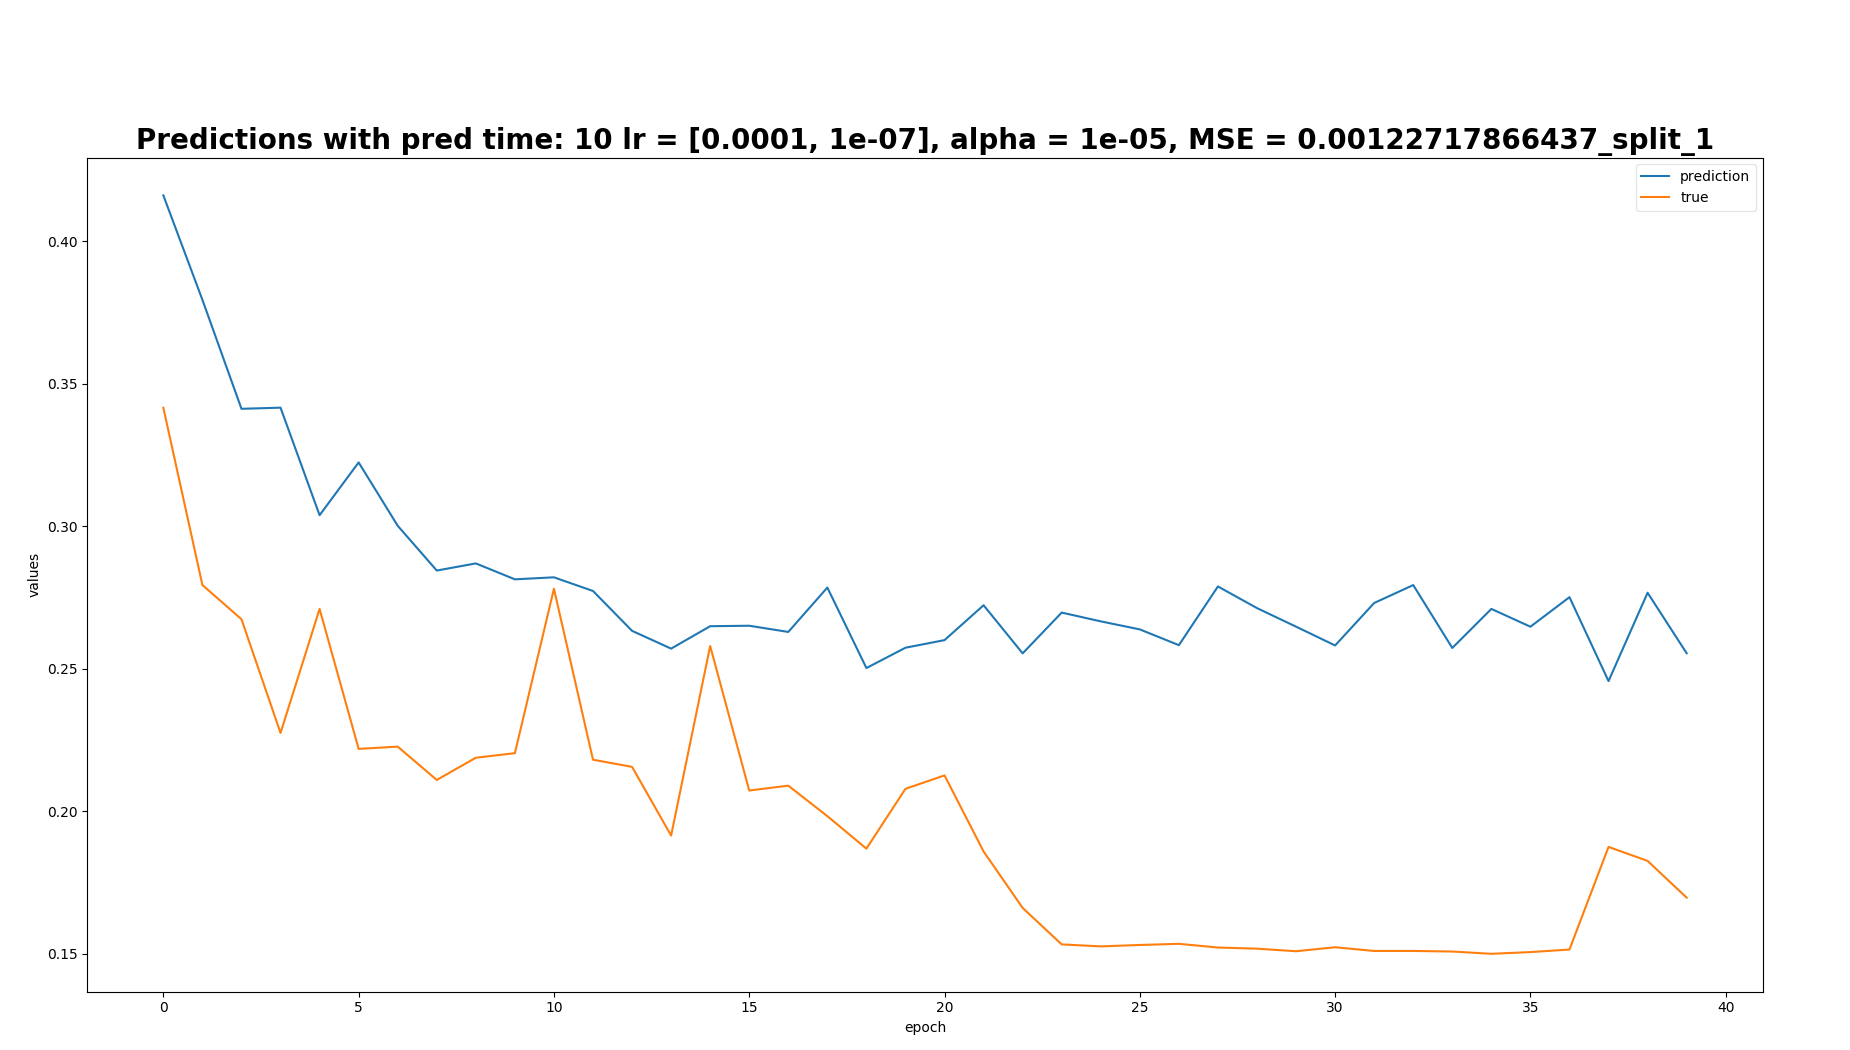 Predictions with pred time: 10 lr = [0.0001, 1e-07], alpha = 1e-05, MSE = 0.00122717866437_split_1
prediction
true
0.40
0.35
0.30
0.25
0.20
0.15
values
0 5 10 15 20 25 30 35 40
epoch